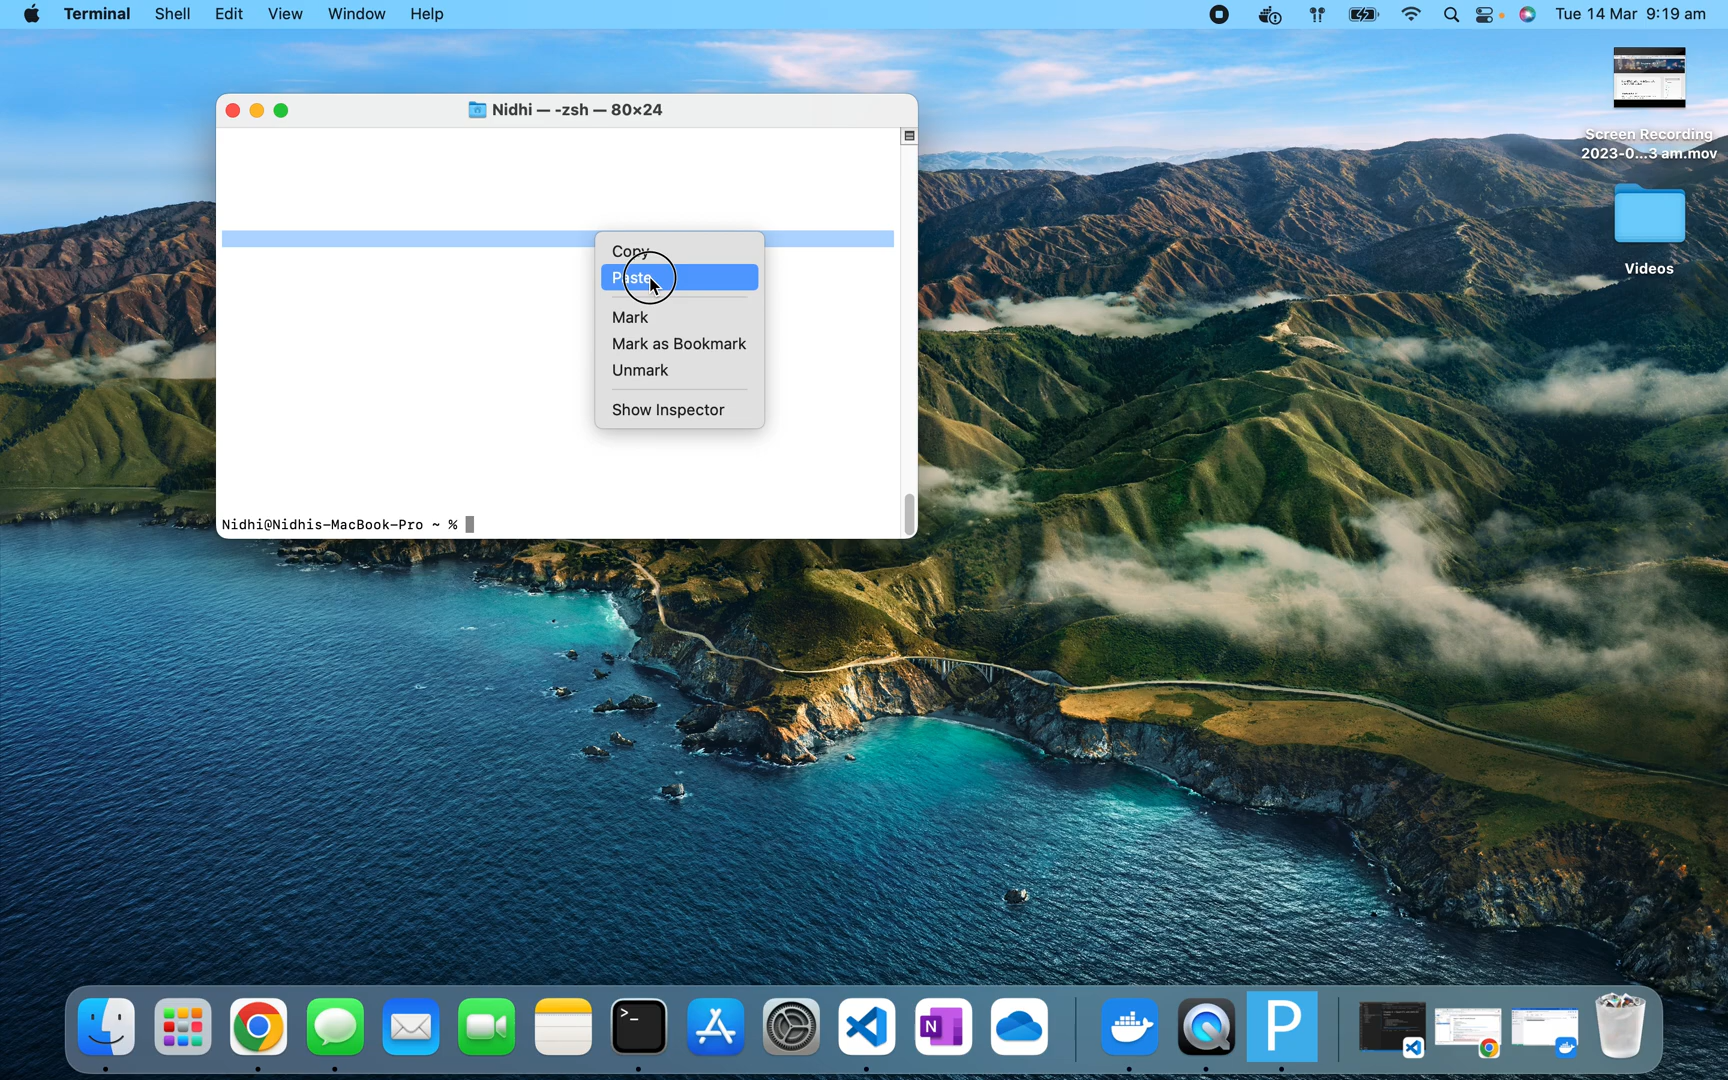 Terminal Shell Edit View Window Help Tue 14 Mar 9:19 am
Screen Recording
2023-0...3 am.mov
Videos
Nidhi — -zsh — 80×24
Copy
Paste
Mark
Mark as Bookmark
Unmark
Show Inspector
Nidhi@Nidhis-MacBook-Pro ~ %
>_
N
P